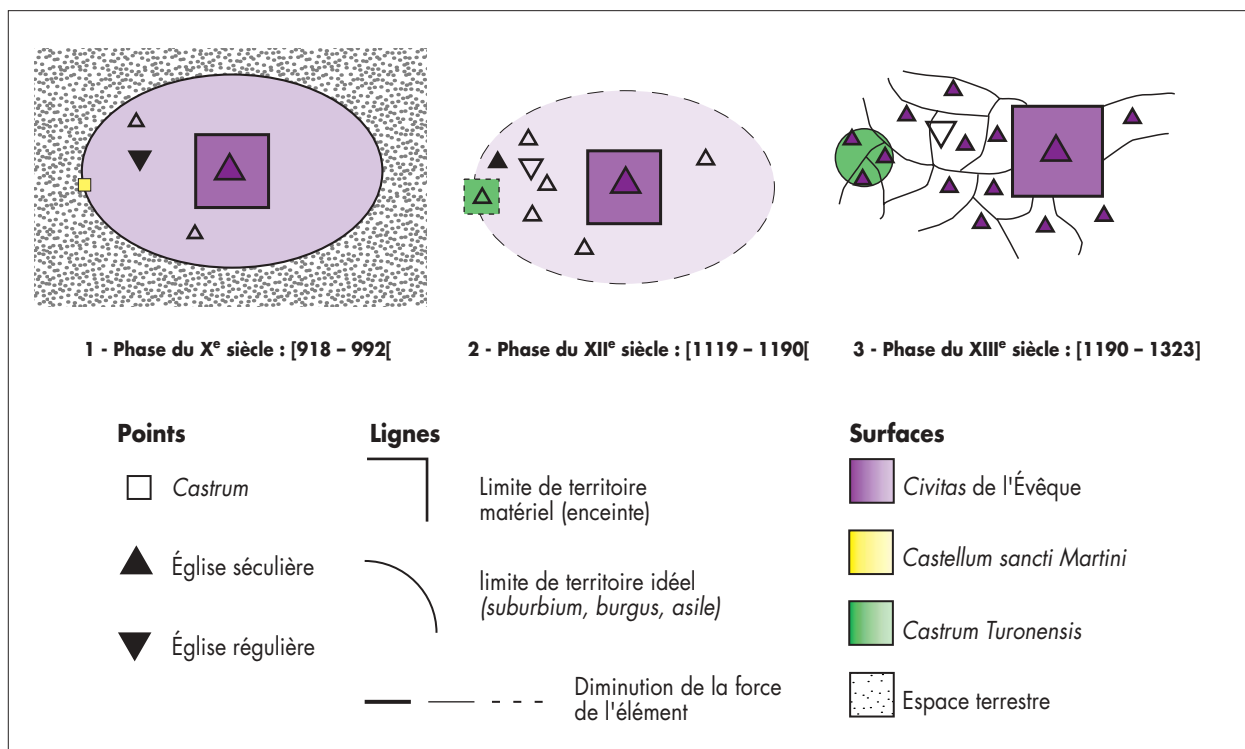 1 - Phase du Xe siècle : [918 – 992[
2 - Phase du XIIe siècle : [1119 – 1190[
3 - Phase du XIIIe siècle : [1190 – 1323]
Points
Castrum
Église séculière
Église régulière
Lignes
Limite de territoire
matériel (enceinte)
limite de territoire idéel
(suburbium, burgus, asile)
Diminution de la force
de l'élément
Surfaces
Civitas de l'Évêque
Castellum sancti Martini
Castrum Turonensis
Espace terrestre